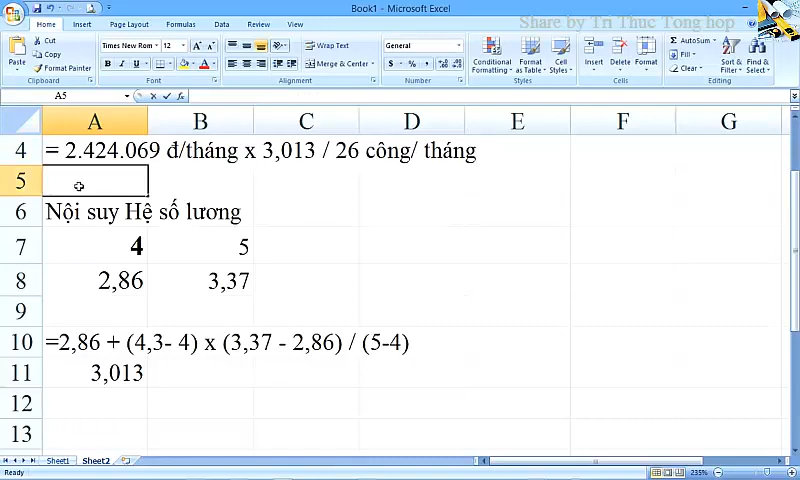 Book1 - Microsoft Excel
Share by Tri Thuc Tong hop
Home Insert Page Layout Formulas Data Review View
Cut
Copy
Format Painter
Paste
Clipboard
Times New Rom 12
B I U
Font
Wrap Text
Merge & Center
Alignment
General
$ % ,
Number
Conditional Formatting
Format as Table
Cell Styles
Styles
Insert Delete Format
Cells
AutoSum
Fill
Clear
Sort & Filter
Find & Select
Editing
A5 fx
A B C D E F G
4 = 2.424.069 đ/tháng x 3,013 / 26 công/ tháng
5
6 Nội suy Hệ số lương
7 4 5
8 2,86 3,37
9
10 =2,86 + (4,3- 4) x (3,37 - 2,86) / (5-4)
11 3,013
12
13
Sheet1 Sheet2
Ready 235%